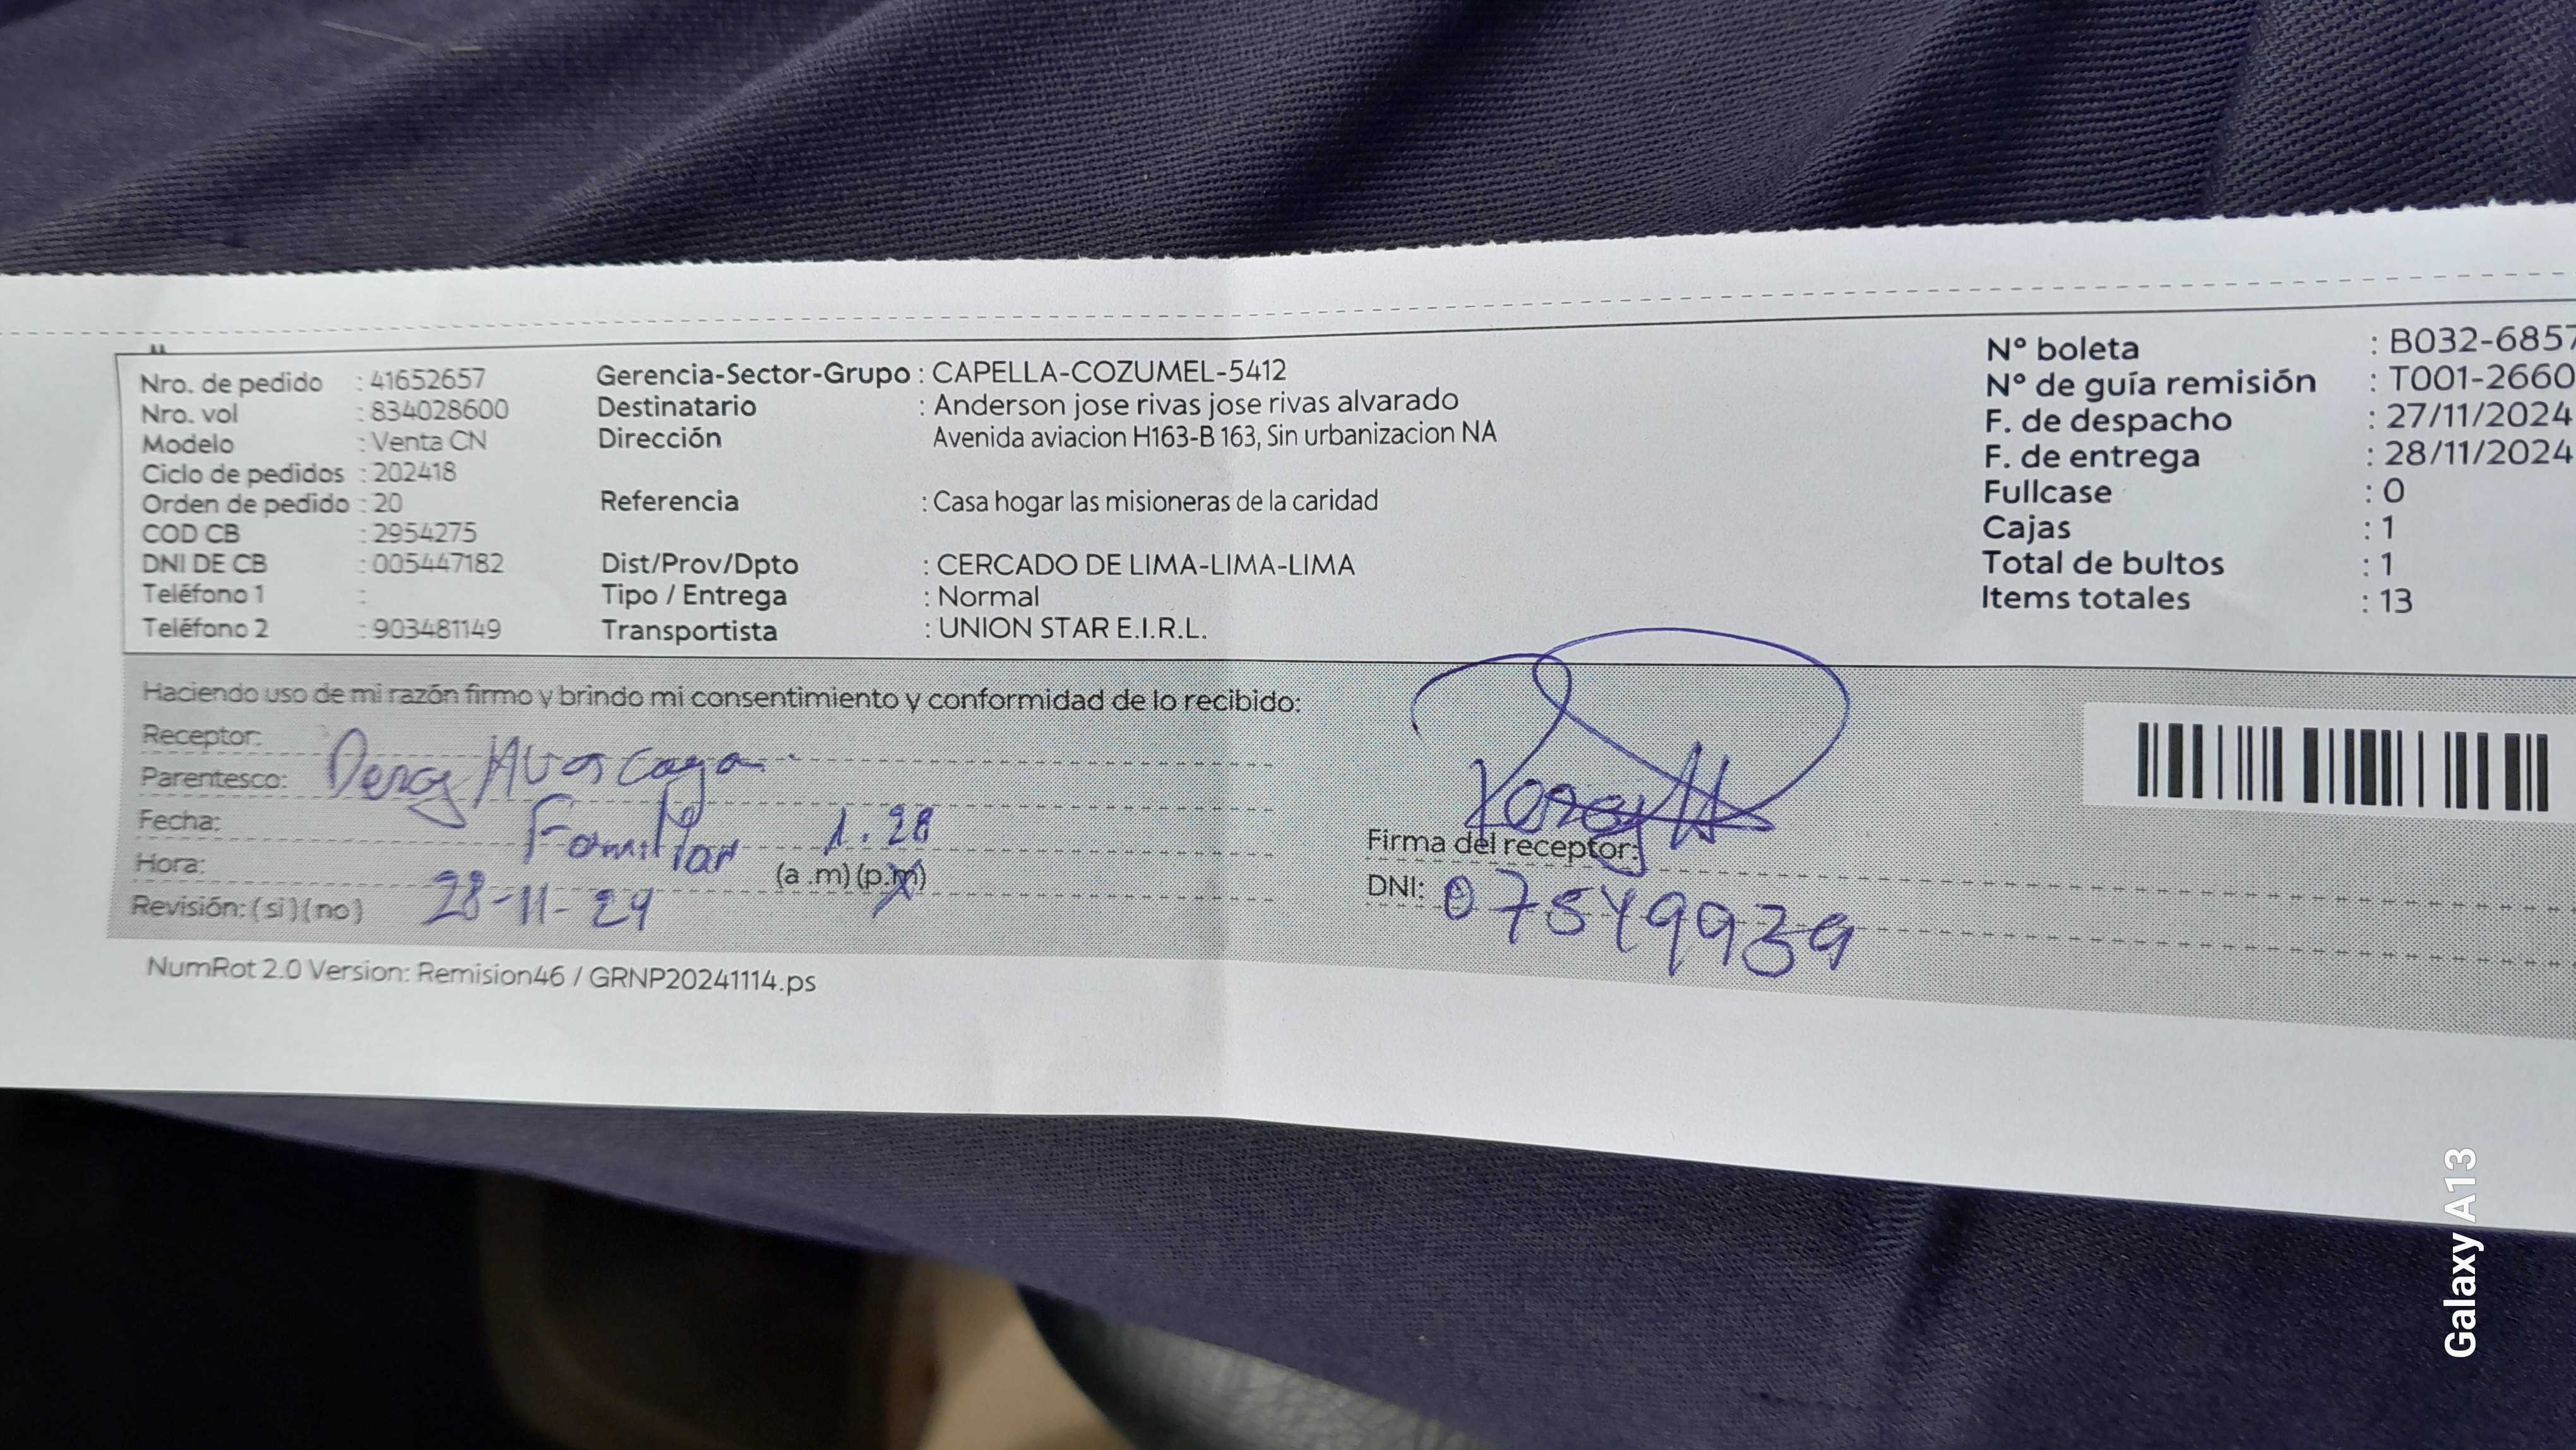 Nro. de pedido : 41652657
Nro. vol : 834028600
Modelo : Venta CN
Ciclo de pedidos : 202418
Orden de pedido : 20
COD CB : 2954275
DNI DE CB : 005447182
Teléfono 1 :
Teléfono 2 : 903481149
Gerencia-Sector-Grupo : CAPELLA-COZUMEL-5412
Destinatario : Anderson jose rivas jose rivas alvarado
Dirección Avenida aviacion H163-B 163, Sin urbanizacion NA
Referencia : Casa hogar las misioneras de la caridad
Dist/Prov/Dpto : CERCADO DE LIMA-LIMA-LIMA
Tipo / Entrega : Normal
Transportista : UNION STAR E.I.R.L.
N° boleta : B032-6857
N° de guía remisión : T001-2660
F. de despacho : 27/11/2024
F. de entrega : 28/11/2024
Fullcase : 0
Cajas : 1
Total de bultos : 1
Items totales : 13
Haciendo uso de mi razón firmo y brindo mi consentimiento y conformidad de lo recibido:
Receptor:
Parentesco:
Familiar
Fecha: 1.28
Hora: (a .m) (p.m)
Revisión: (si) (no) 28-11-24
Firma del receptor:
DNI: 07549939
NumRot 2.0 Version: Remision46 / GRNP20241114.ps
Galaxy A13